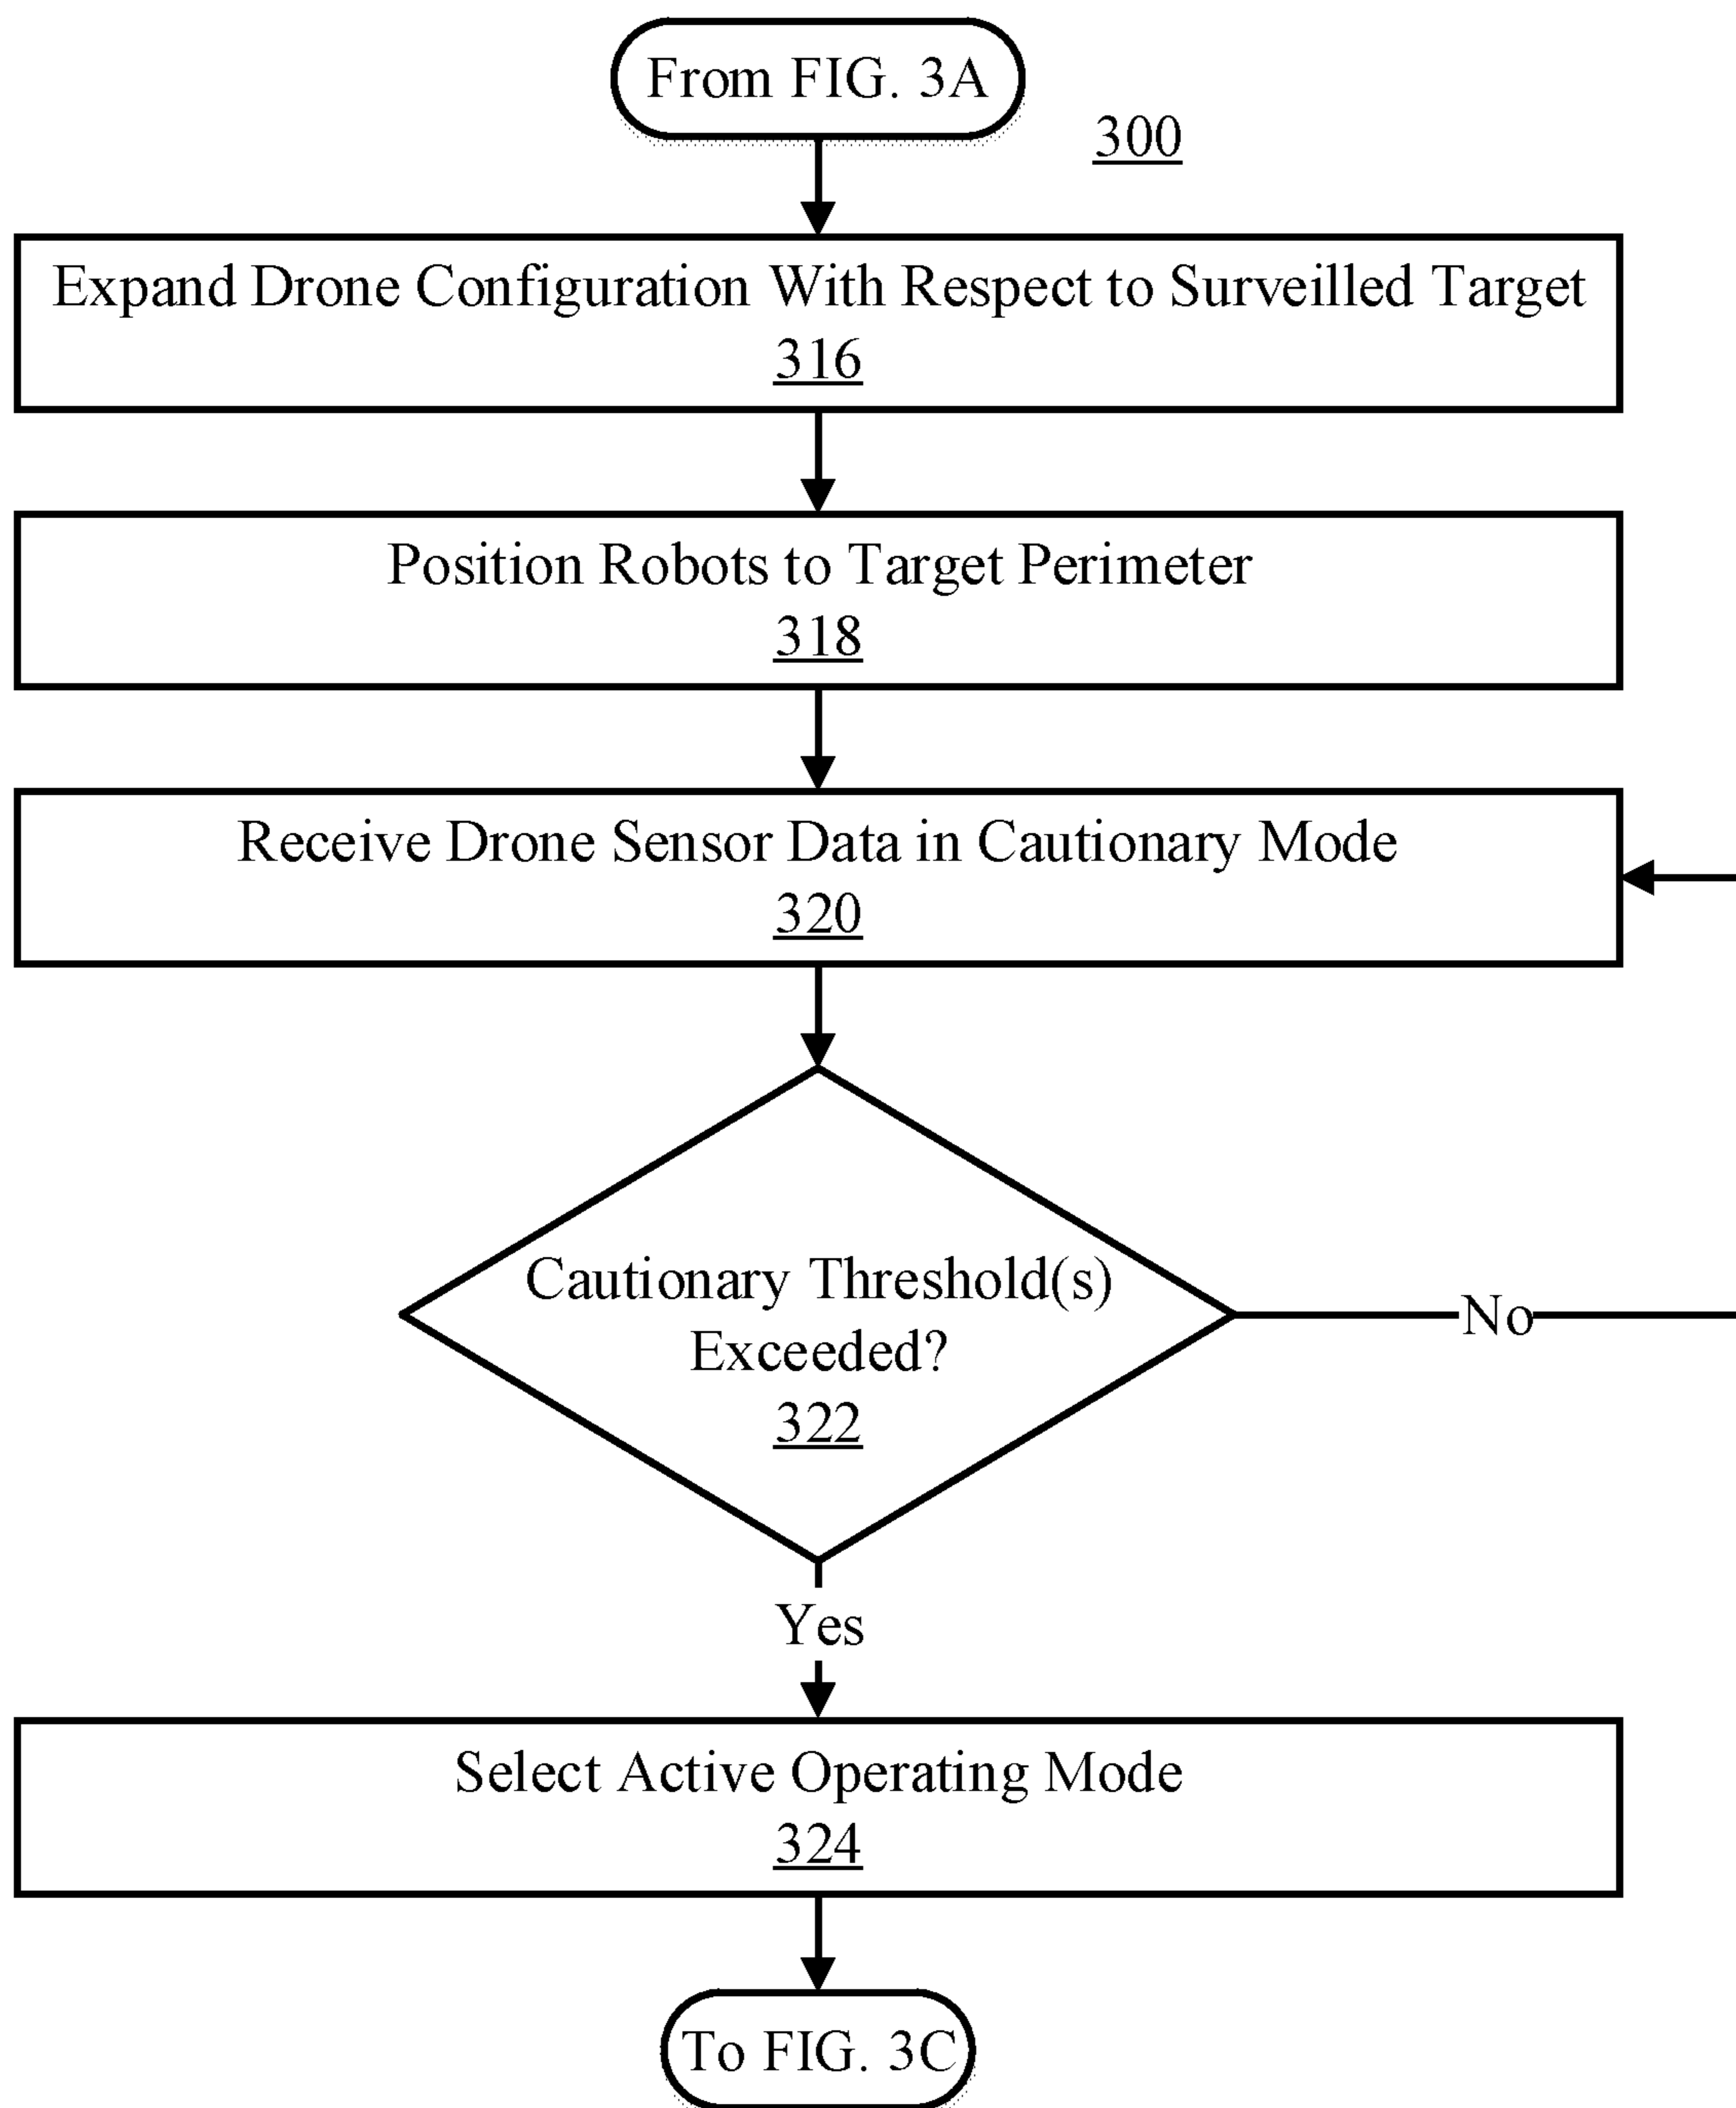 From FIG. 3A
300
Expand Drone Configuration With Respect to Surveilled Target
316
Position Robots to Target Perimeter
318
Receive Drone Sensor Data in Cautionary Mode
320
Cautionary Threshold(s)
Exceeded?
322
No
Yes
Select Active Operating Mode
324
To FIG. 3C